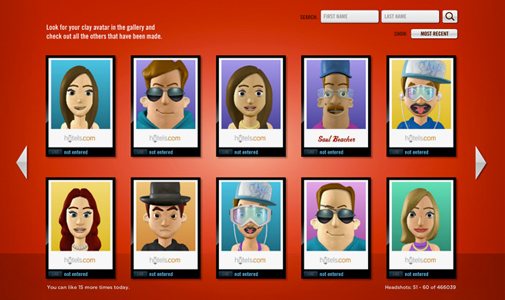 Look for your clay avatar in the gallery and
check out all the others that have been made.
SEARCH:
FIRST NAME
LAST NAME
SHOW:
MOST RECENT
hotels.com
hotels.com
hotels.com
Soul Beacher
hotels.com
not entered
not entered
not entered
not entered
not entered
hotels.com
hotels.com
hotels.com
hotels.com
hotels.com
not entered
not entered
not entered
not entered
not entered
You can like 15 more times today.
Headshots: 51 - 60 of 466039